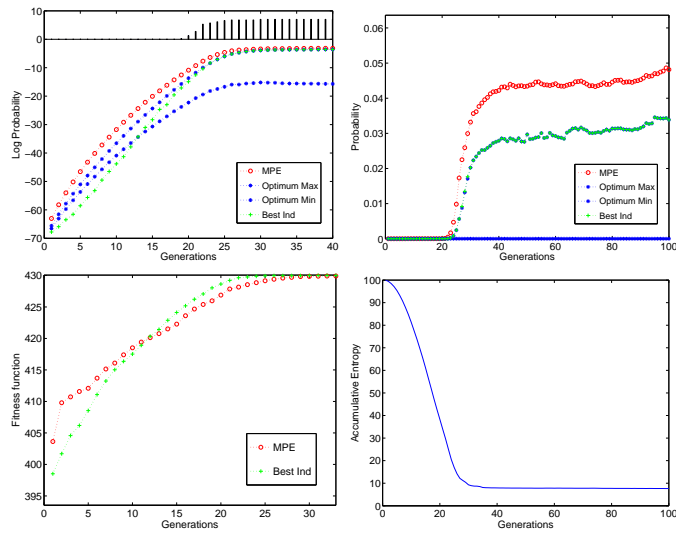 10
0
−10
−20
−30
−40
−50
−60
−70
Log Probability
0 5 10 15 20 25 30 35 40
Generations
MPE
Optimum Max
Optimum Min
Best Ind
0.06
0.05
0.04
0.03
0.02
0.01
0
Probability
0 20 40 60 80 100
Generations
MPE
Optimum Max
Optimum Min
Best Ind
430
425
420
415
410
405
400
395
Fitness function
0 5 10 15 20 25 30
Generations
MPE
Best Ind
100
90
80
70
60
50
40
30
20
10
0
Accumulative Entropy
0 20 40 60 80 100
Generations